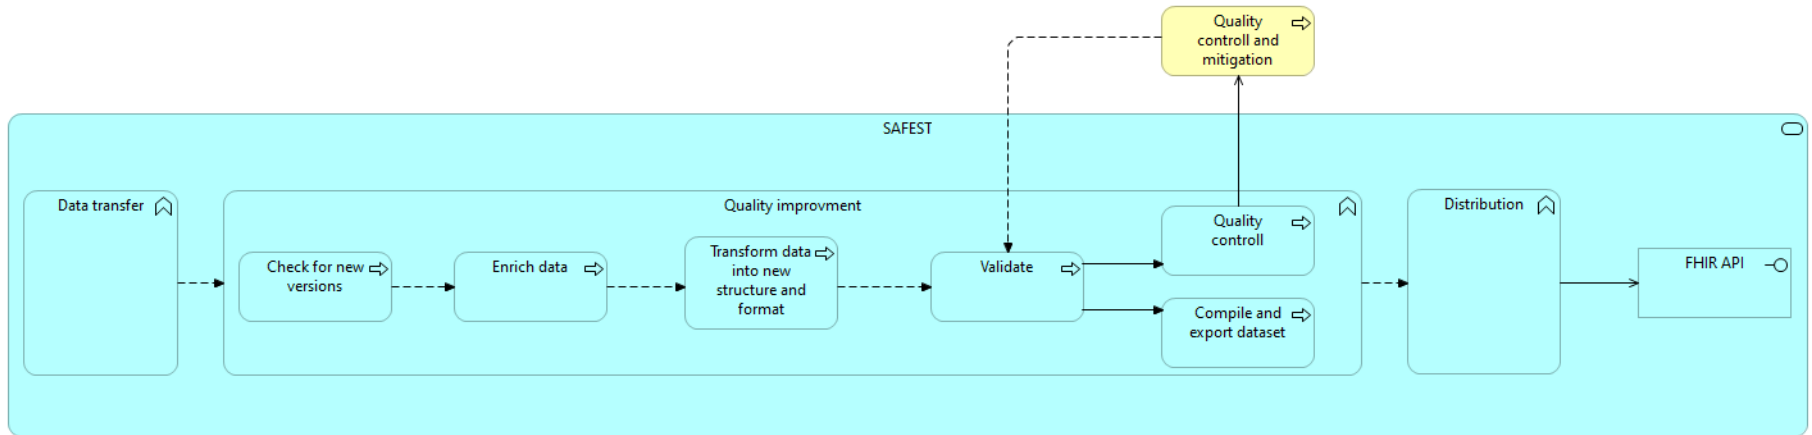 Quality
controll and
mitigation
SAFEST
Data transfer
Quality improvment
Distribution
Check for new
versions
Enrich data
Transform data
into new
structure and
format
Validate
Quality
controll
Compile and
export dataset
FHIR API